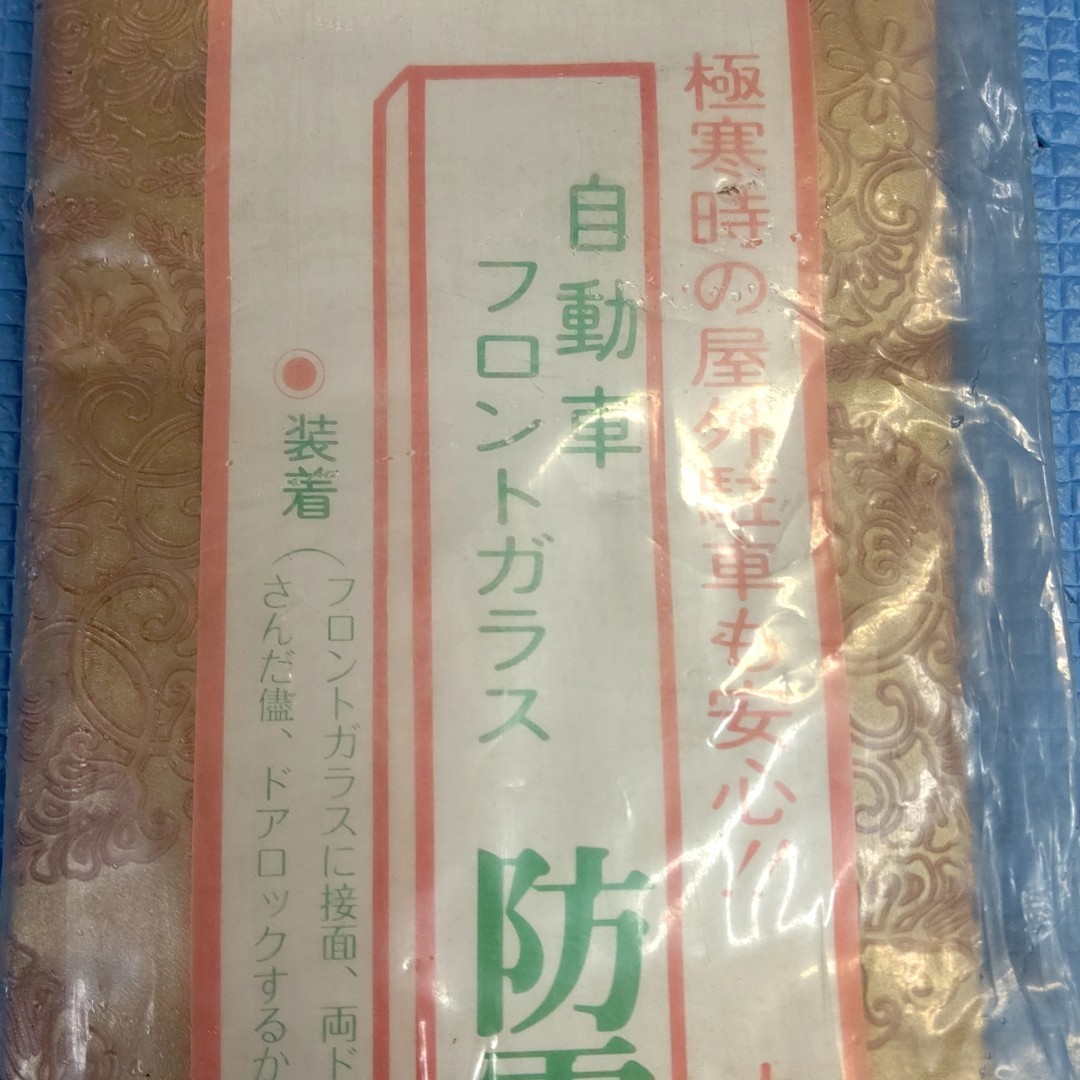 極寒時の屋外駐車も安心!!
自動車
フロントガラス
防
装着
(フロントガラスに接面、両ド
さんだ儘、ドアロックするか